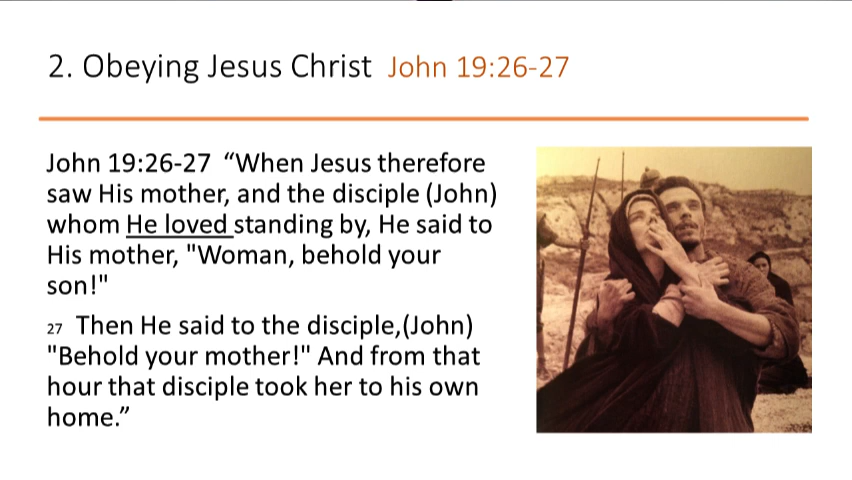 2. Obeying Jesus Christ John 19:26-27
John 19:26-27 “When Jesus therefore
saw His mother, and the disciple (John)
whom He loved standing by, He said to
His mother, "Woman, behold your
son!"
27 Then He said to the disciple,(John)
"Behold your mother!" And from that
hour that disciple took her to his own
home.”